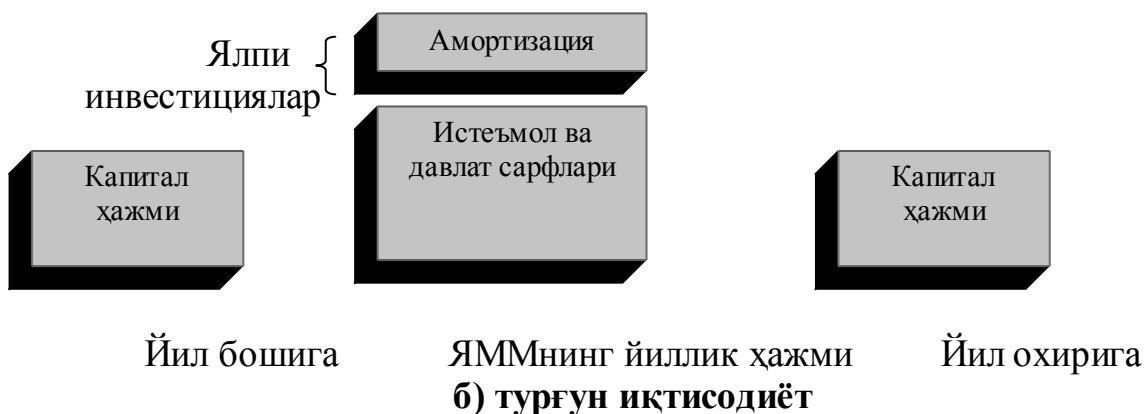 Амортизация
Ялпи
инвестициялар
Истеъмол ва
давлат сарфлари
Капитал
ҳажми
Капитал
ҳажми
Йил бошига
ЯММнинг йиллик ҳажми
Йил охирига
б) турғун иқтисодиёт